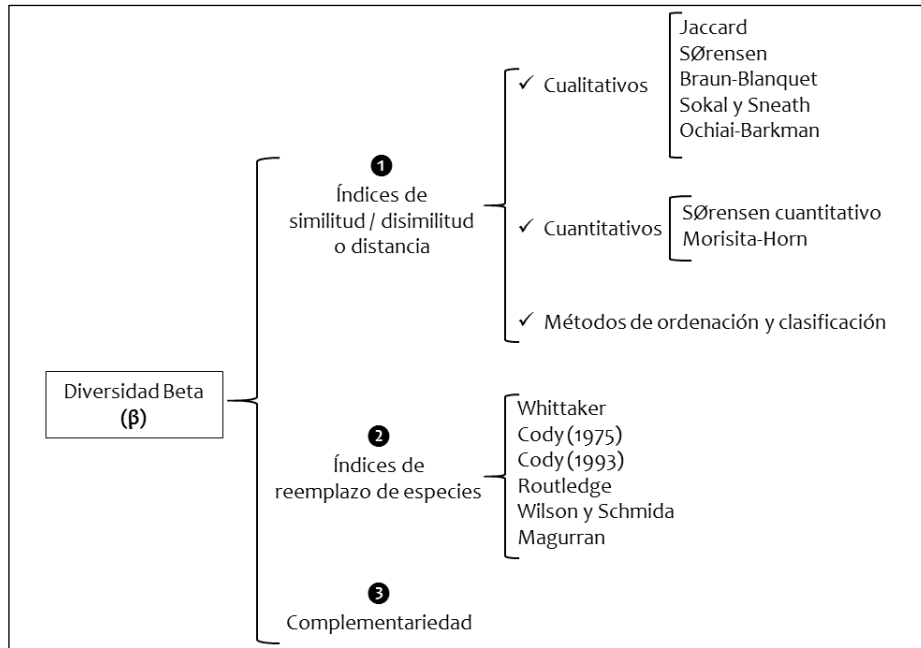 Diversidad Beta
(β)
1
Índices de
similitud / disimilitud
o distancia
✓ Cualitativos
Jaccard
SØrensen
Braun-Blanquet
Sokal y Sneath
Ochiai-Barkman
✓ Cuantitativos
SØrensen cuantitativo
Morisita-Horn
✓ Métodos de ordenación y clasificación
2
Índices de
reemplazo de especies
Whittaker
Cody (1975)
Cody (1993)
Routledge
Wilson y Schmida
Magurran
3
Complementariedad